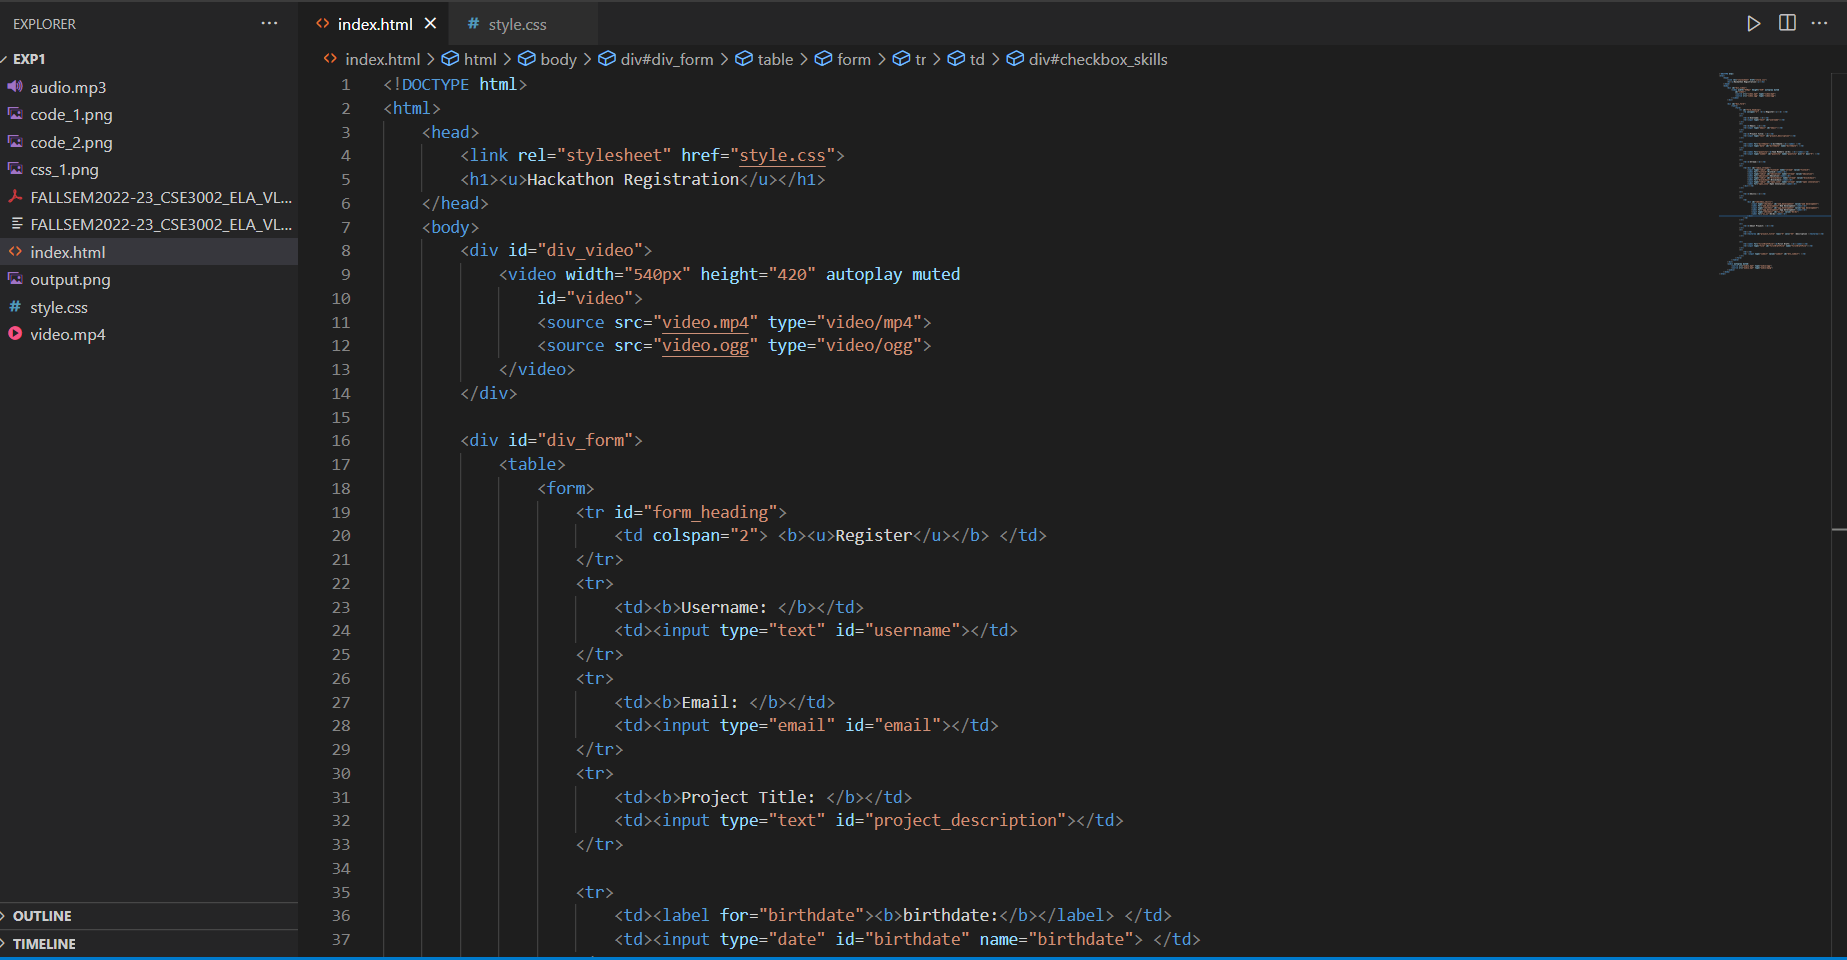 EXPLORER
EXP1
audio.mp3
code_1.png
code_2.png
css_1.png
FALLSEM2022-23_CSE3002_ELA_VL...
FALLSEM2022-23_CSE3002_ELA_VL...
index.html
output.png
style.css
video.mp4
OUTLINE
TIMELINE
index.html
style.css
index.html > html > body > div#div_form > table > form > tr > td > div#checkbox_skills
1 <!DOCTYPE html>
2 <html>
3 <head>
4 <link rel="stylesheet" href="style.css">
5 <h1><u>Hackathon Registration</u></h1>
6 </head>
7 <body>
8 <div id="div_video">
9 <video width="540px" height="420" autoplay muted
10 id="video">
11 <source src="video.mp4" type="video/mp4">
12 <source src="video.ogg" type="video/ogg">
13 </video>
14 </div>
15
16 <div id="div_form">
17 <table>
18 <form>
19 <tr id="form_heading">
20 <td colspan="2"> <b><u>Register</u></b> </td>
21 </tr>
22 <tr>
23 <td><b>Username: </b></td>
24 <td><input type="text" id="username"></td>
25 </tr>
26 <tr>
27 <td><b>Email: </b></td>
28 <td><input type="email" id="email"></td>
29 </tr>
30 <tr>
31 <td><b>Project Title: </b></td>
32 <td><input type="text" id="project_description"></td>
33 </tr>
34
35 <tr>
36 <td><label for="birthdate"><b>birthdate:</b></label> </td>
37 <td><input type="date" id="birthdate" name="birthdate"> </td>